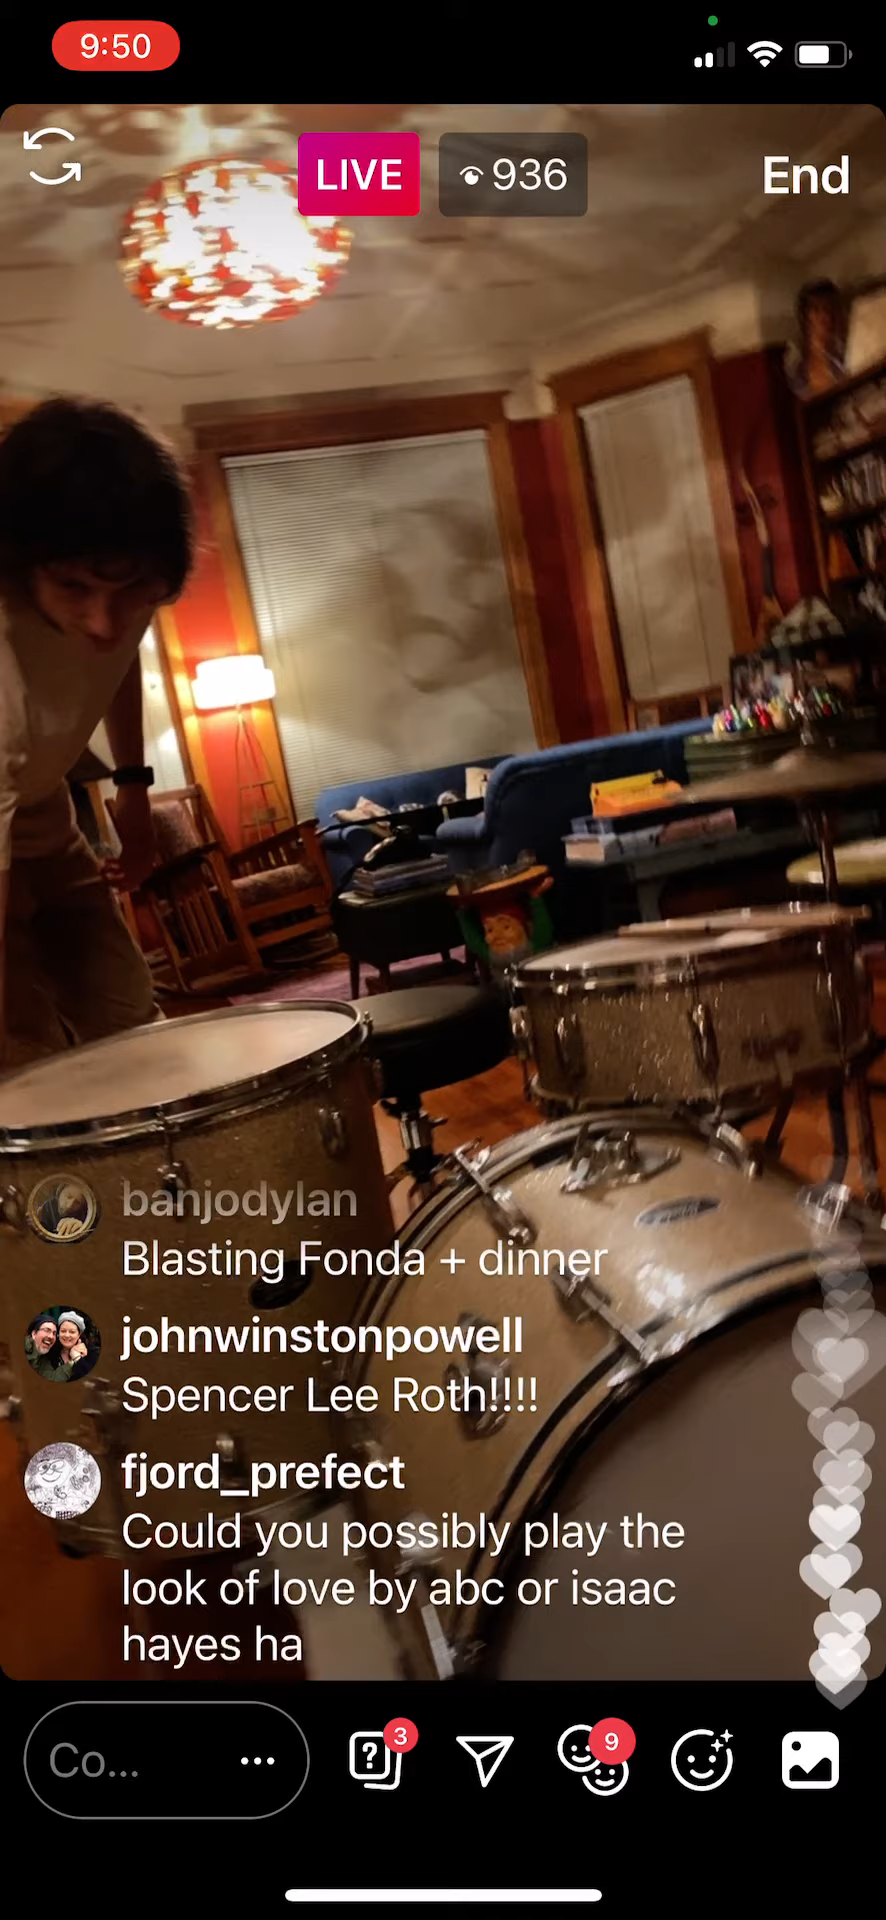 9:50
LIVE
936
End
banjodylan
Blasting Fonda + dinner
johnwinstonpowell
Spencer Lee Roth!!!!
fjord_prefect
Could you possibly play the
look of love by abc or isaac
hayes ha
Co...
3
9